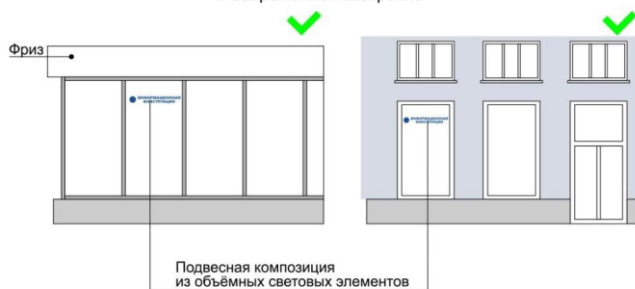 Фриз
ИНФОРМАЦИОННАЯ
КОНСТРУКЦИЯ
ИНФОРМАЦИОННАЯ
КОНСТРУКЦИЯ
Подвесная композиция
из объёмных световых элементов